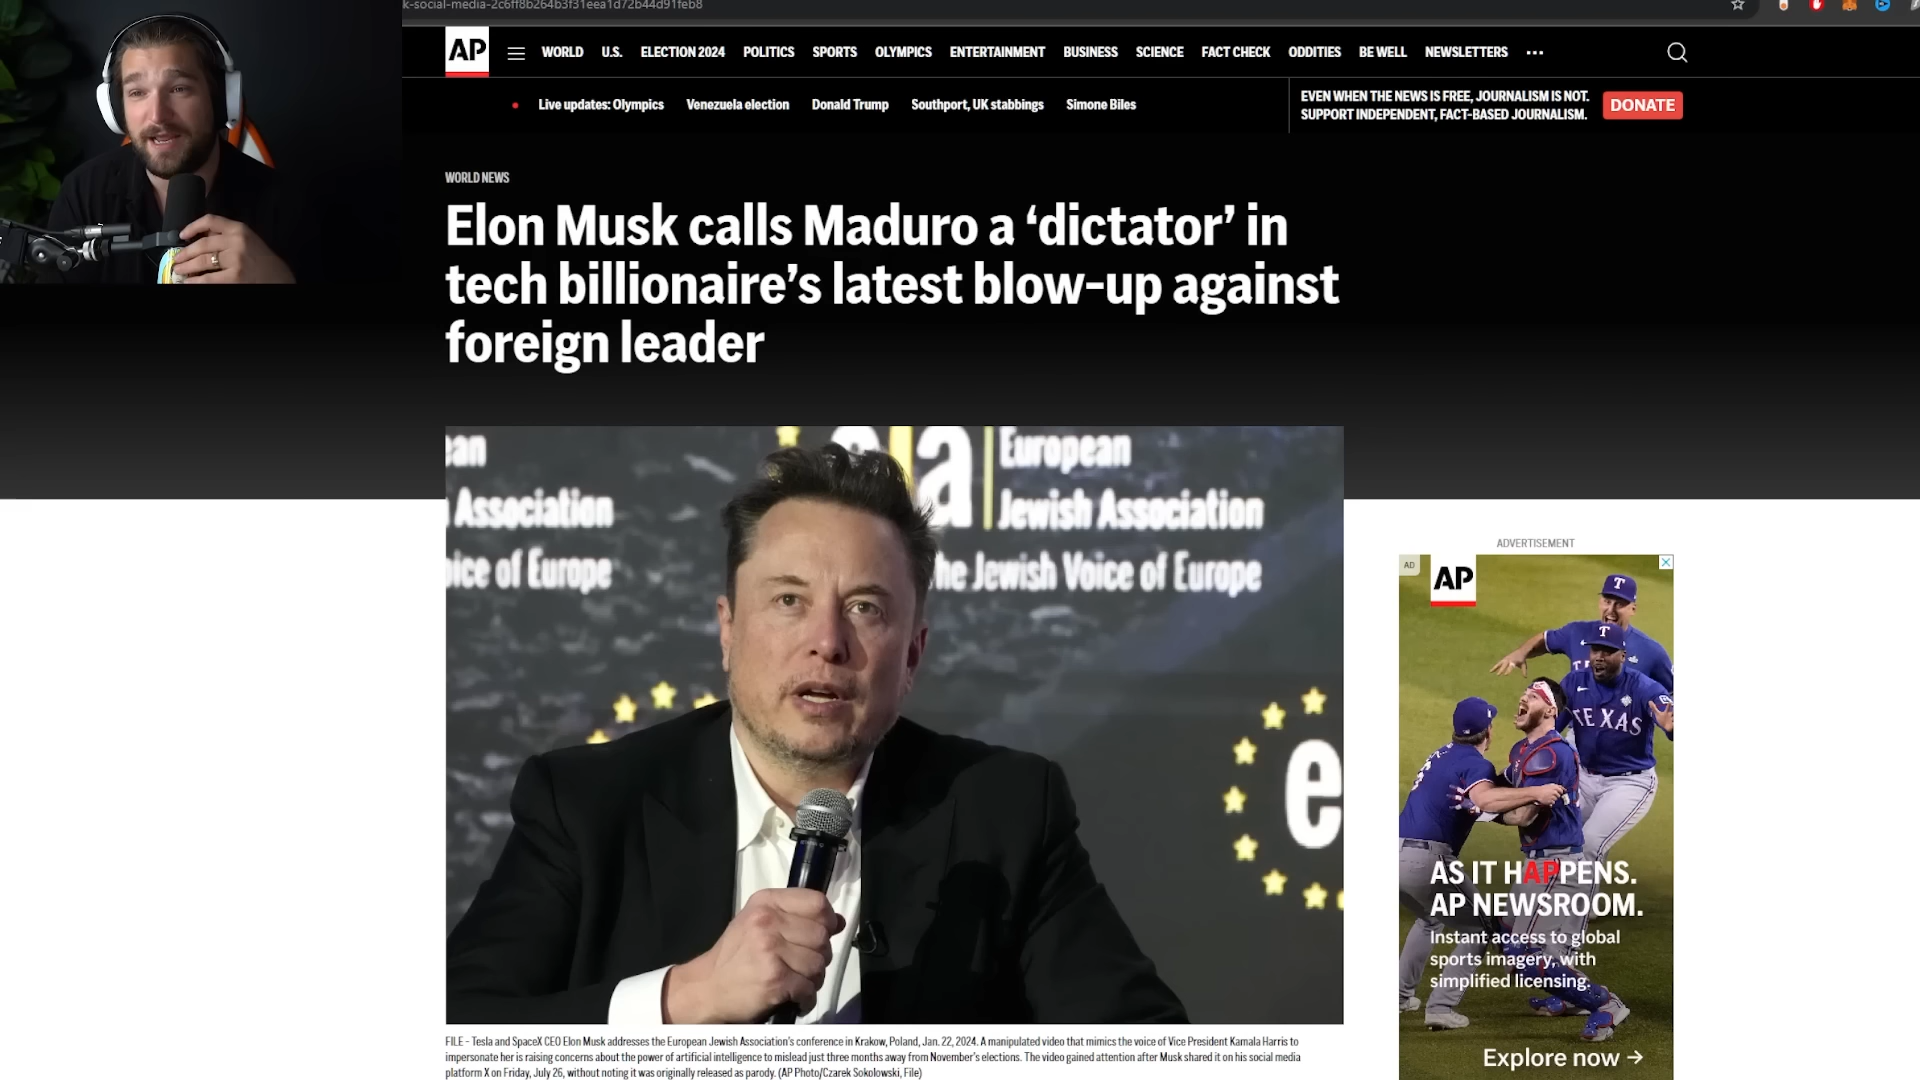 k-social-media-2c6ff8b264b3f31eea1d72b44d91feb8
AP
WORLD U.S. ELECTION 2024 POLITICS SPORTS OLYMPICS ENTERTAINMENT BUSINESS SCIENCE FACT CHECK ODDITIES BE WELL NEWSLETTERS ...
Live updates: Olympics Venezuela election Donald Trump Southport, UK stabbings Simone Biles
EVEN WHEN THE NEWS IS FREE, JOURNALISM IS NOT.
SUPPORT INDEPENDENT, FACT-BASED JOURNALISM.
DONATE
WORLD NEWS
Elon Musk calls Maduro a ‘dictator’ in
tech billionaire’s latest blow-up against
foreign leader
European
Association
Jewish Association
oice of Europe
he Jewish Voice of Europe
e
ADVERTISEMENT
AD
AP
T
T
TEXAS
AS IT HAPPENS.
AP NEWSROOM.
Instant access to global
sports imagery, with
simplified licensing.
Explore now →
FILE - Tesla and SpaceX CEO Elon Musk addresses the European Jewish Association’s conference in Krakow, Poland, Jan. 22, 2024. A manipulated video that mimics the voice of Vice President Kamala Harris to
impersonate her is raising concerns about the power of artificial intelligence to mislead just three months away from November’s elections. The video gained attention after Musk shared it on his social media
platform X on Friday, July 26, without noting it was originally released as parody. (AP Photo/Czarek Sokolowski, File)